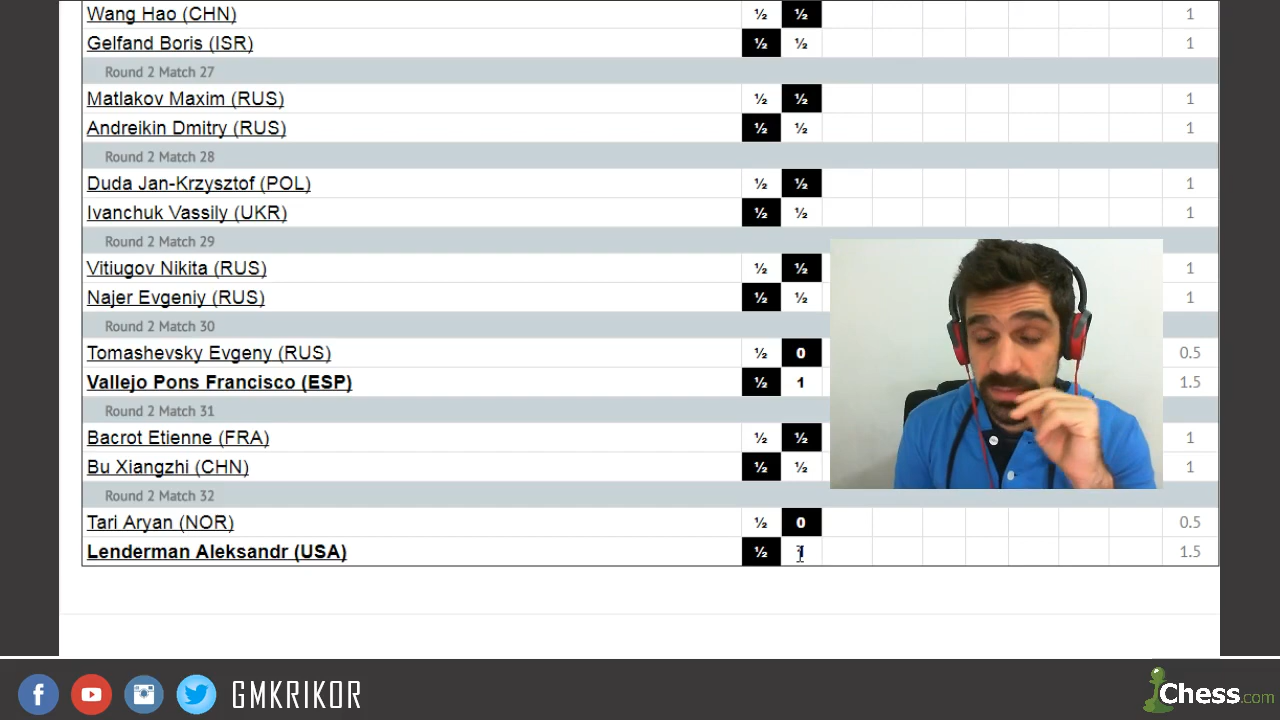 Wang Hao (CHN) ½ ½ 1
Gelfand Boris (ISR) ½ ½ 1
Round 2 Match 27
Matlakov Maxim (RUS) ½ ½ 1
Andreikin Dmitry (RUS) ½ ½ 1
Round 2 Match 28
Duda Jan-Krzysztof (POL) ½ ½ 1
Ivanchuk Vassily (UKR) ½ ½ 1
Round 2 Match 29
Vitiugov Nikita (RUS) ½ ½ 1
Najer Evgeniy (RUS) ½ ½ 1
Round 2 Match 30
Tomashevsky Evgeny (RUS) ½ 0 0.5
Vallejo Pons Francisco (ESP) ½ 1 1.5
Round 2 Match 31
Bacrot Etienne (FRA) ½ ½ 1
Bu Xiangzhi (CHN) ½ ½ 1
Round 2 Match 32
Tari Aryan (NOR) ½ 0 0.5
Lenderman Aleksandr (USA) ½ 1 1.5
GMKRIKOR
Chess.com